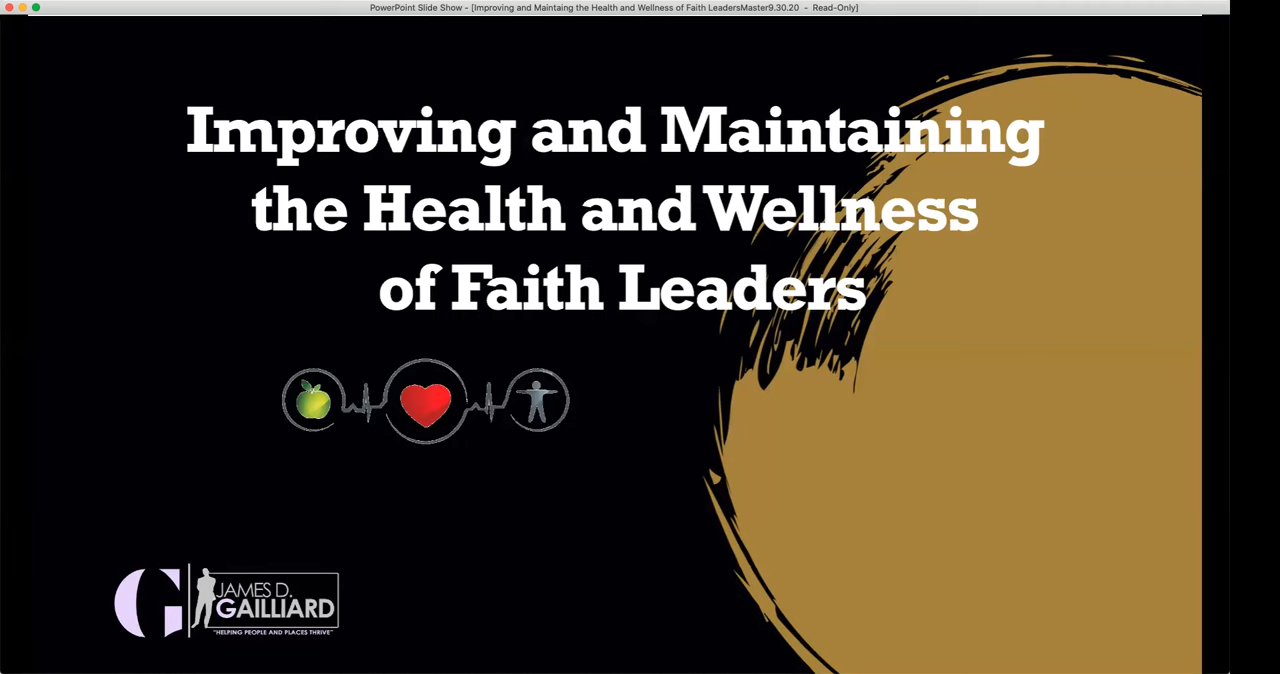 PowerPoint Slide Show - [Improving and Maintaing the Health and Wellness of Faith LeadersMaster9.30.20 - Read-Only]
Improving and Maintaining
the Health and Wellness
of Faith Leaders
G
JAMES D.
GAILLIARD
"HELPING PEOPLE AND PLACES THRIVE"